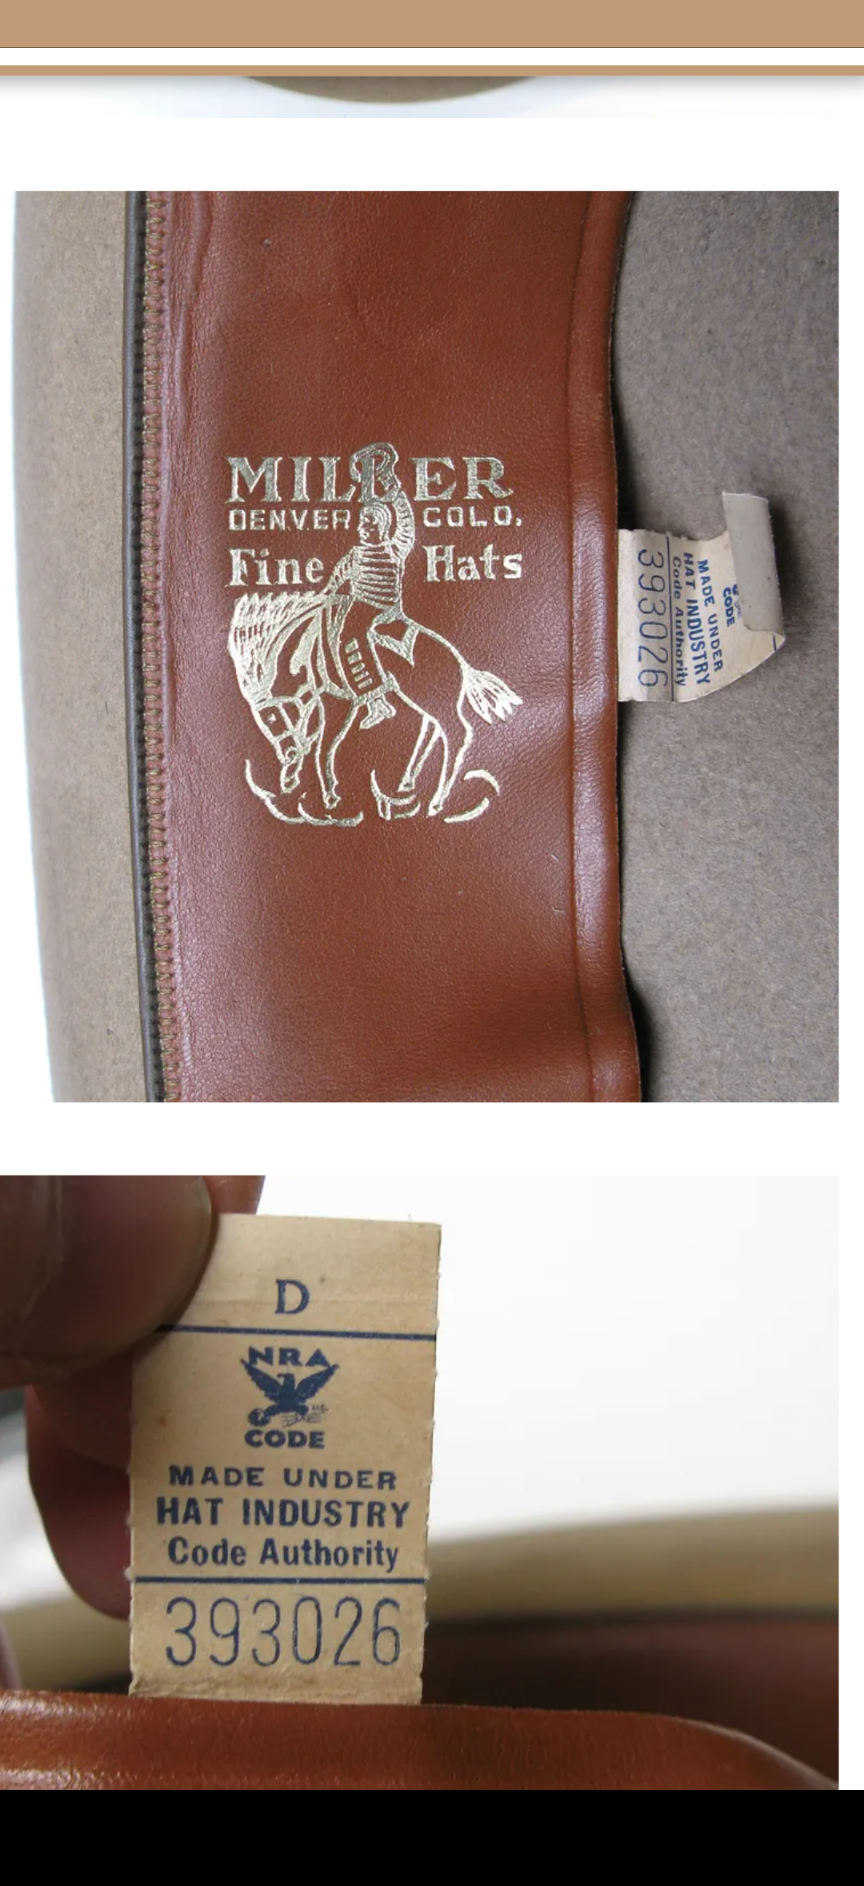 MILLER
DENVER COLO.
Fine Hats
CODE
MADE UNDER
HAT INDUSTRY
Code Authority
393026
D
NRA
U.S.
CODE
MADE UNDER
HAT INDUSTRY
Code Authority
393026